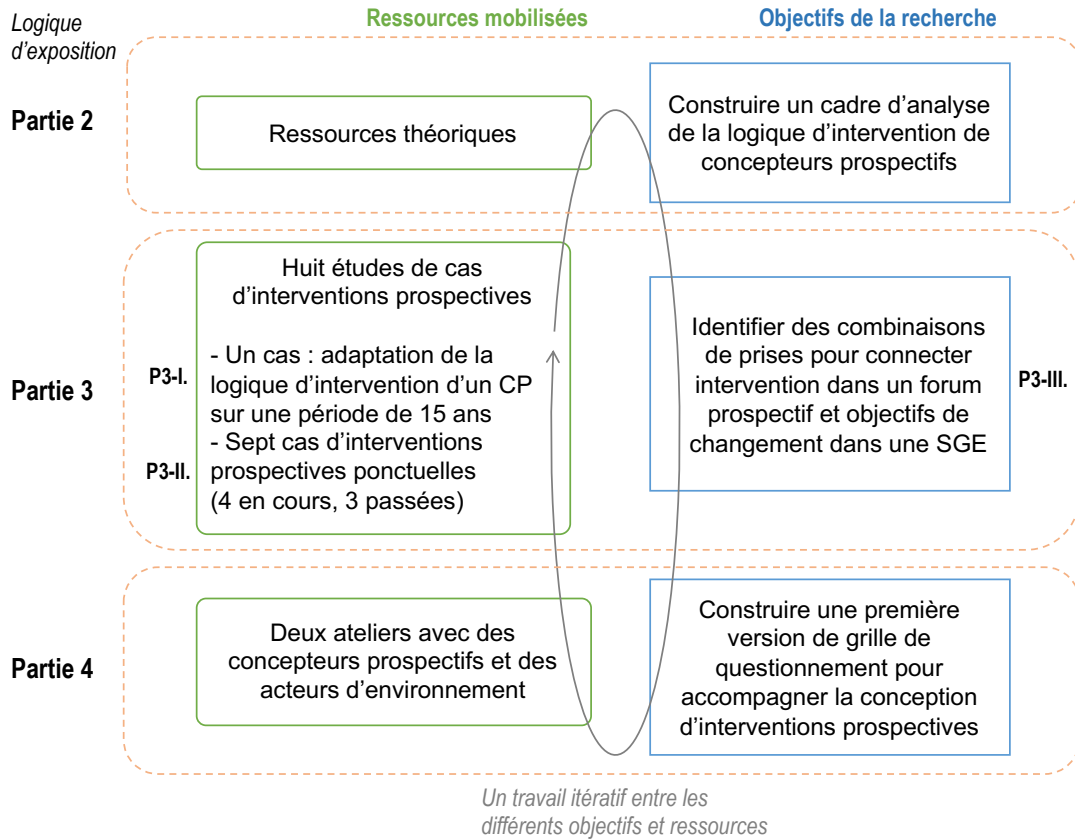 Logique
d'exposition
Ressources mobilisées
Objectifs de la recherche
Partie 2
Ressources théoriques
Construire un cadre d'analyse
de la logique d'intervention de
concepteurs prospectifs
Partie 3
P3-I.
P3-II.
Huit études de cas
d'interventions prospectives
- Un cas : adaptation de la
logique d'intervention d'un CP
sur une période de 15 ans
- Sept cas d'interventions
prospectives ponctuelles
(4 en cours, 3 passées)
Identifier des combinaisons
de prises pour connecter
intervention dans un forum
prospectif et objectifs de
changement dans une SGE
P3-III.
Partie 4
Deux ateliers avec des
concepteurs prospectifs et des
acteurs d'environnement
Construire une première
version de grille de
questionnement pour
accompagner la conception
d'interventions prospectives
Un travail itératif entre les
différents objectifs et ressources